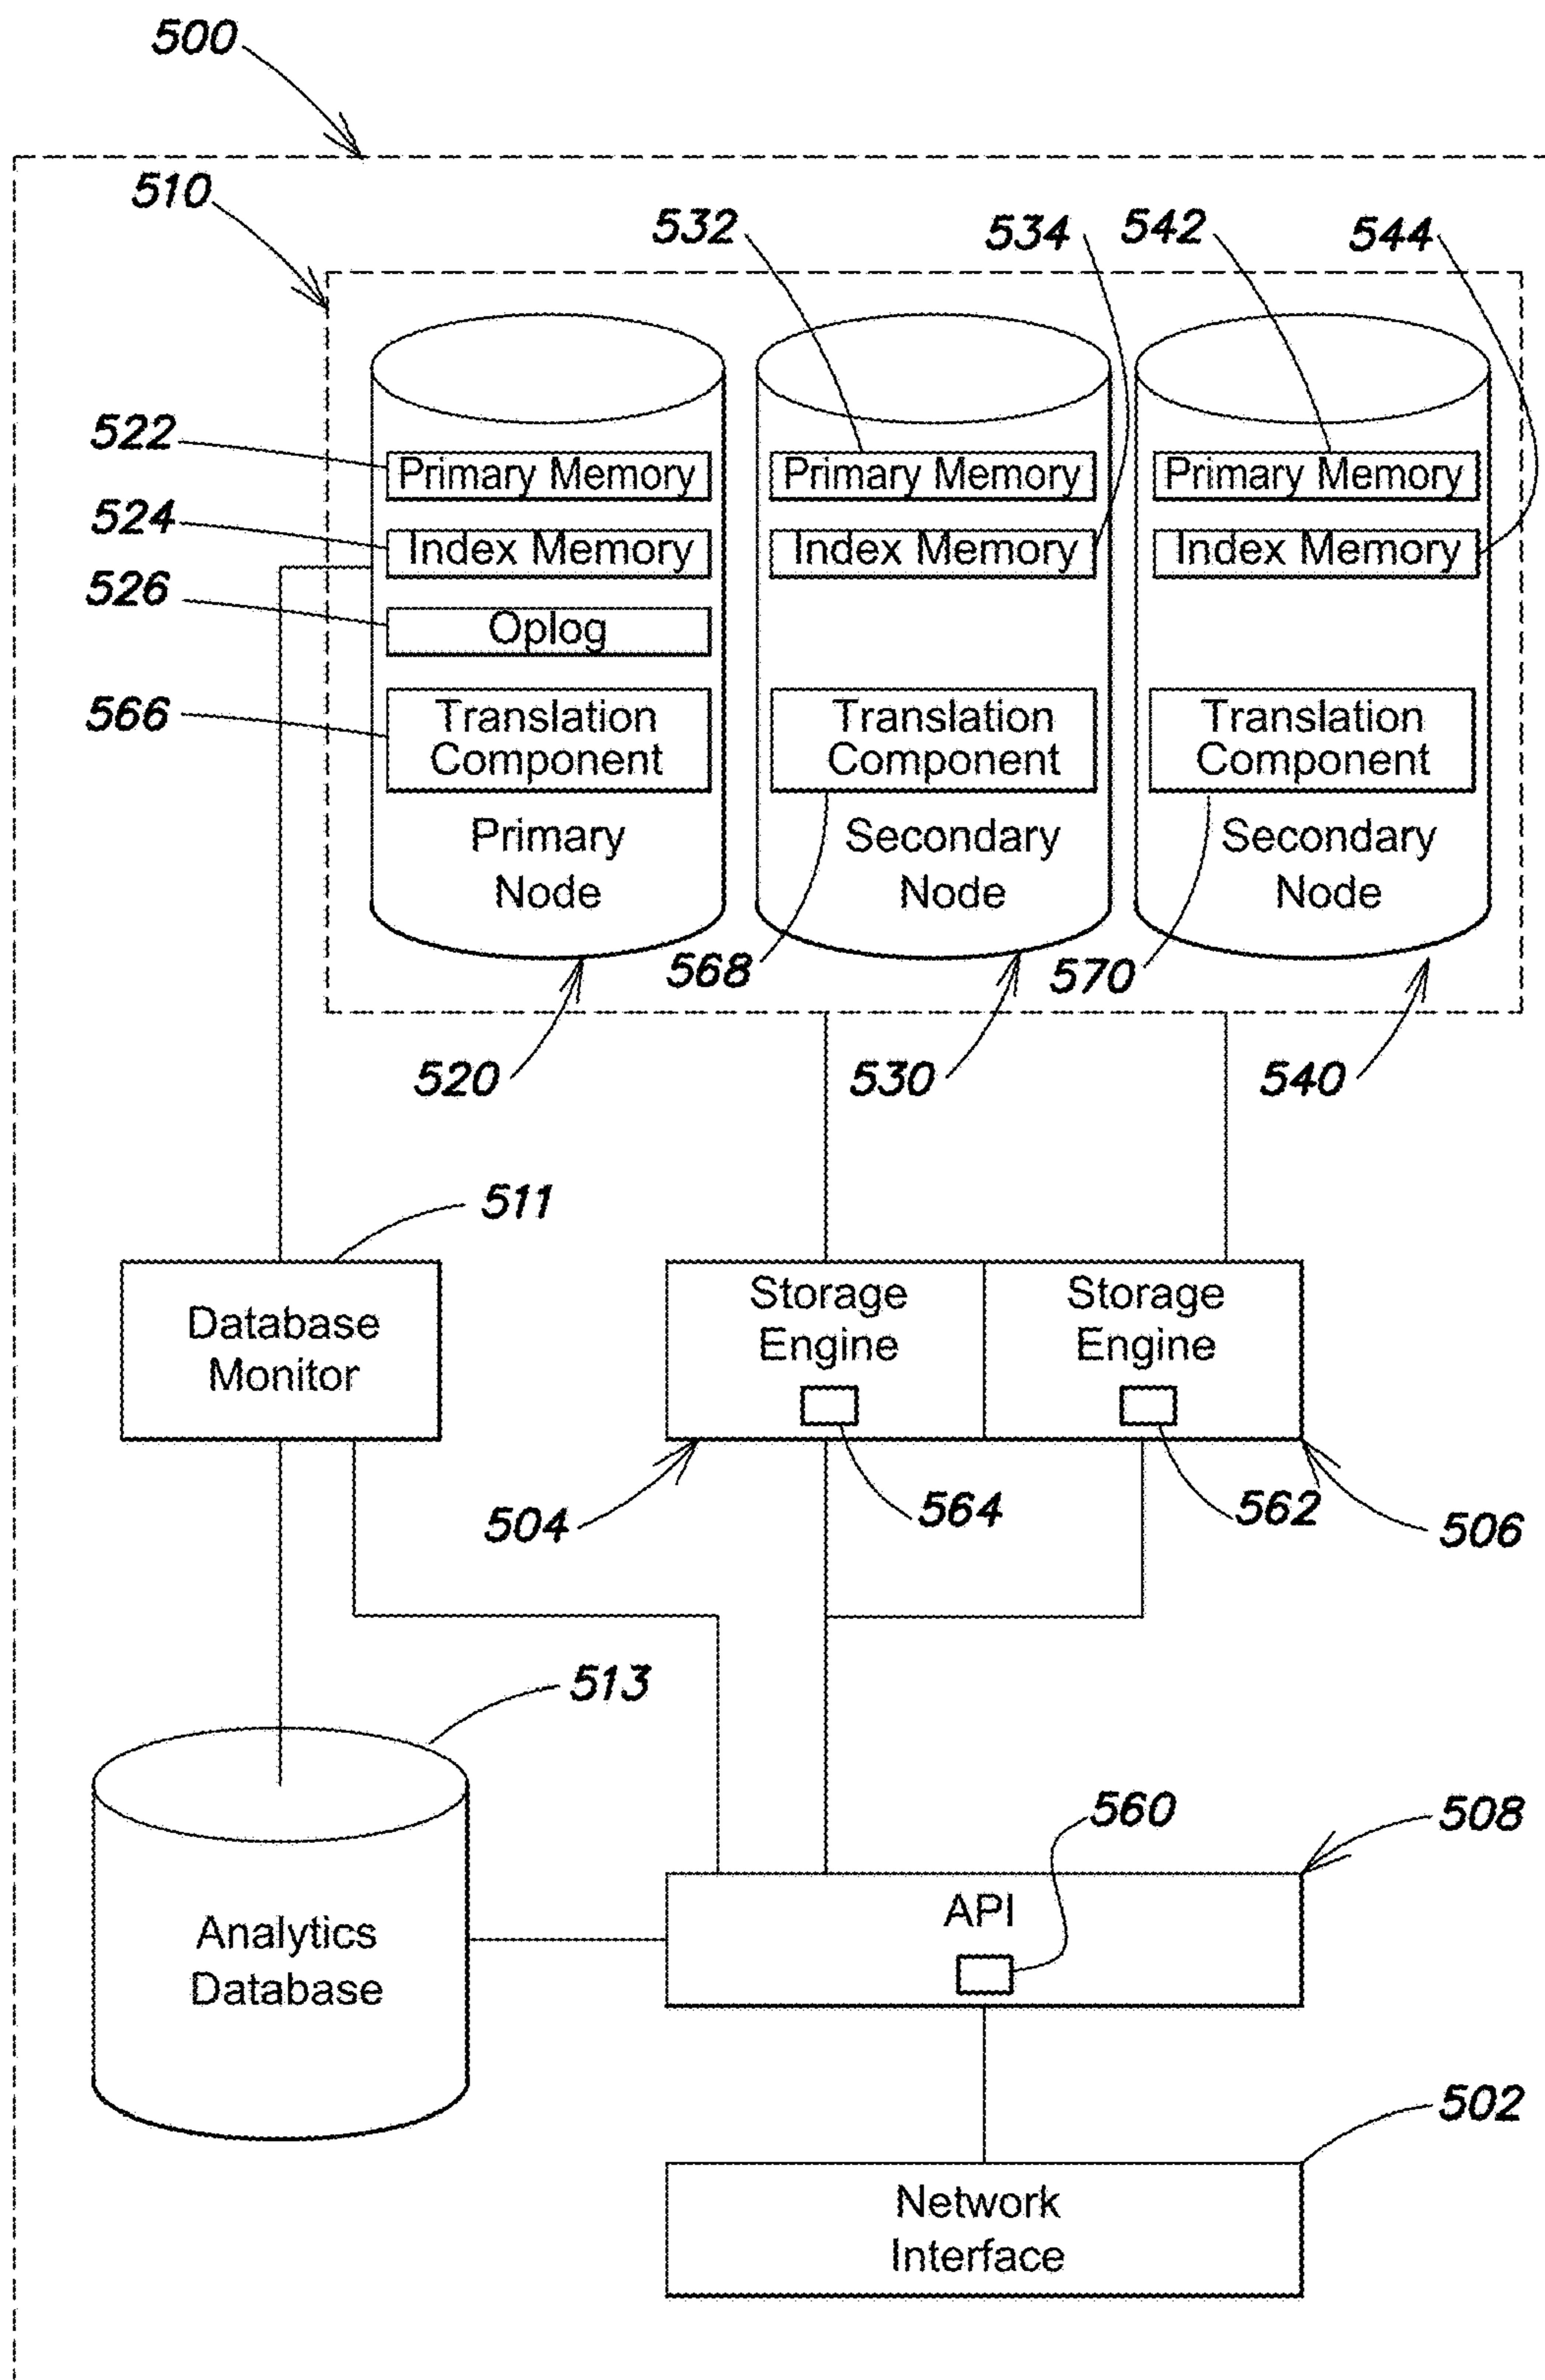 500
510
532
534
542
544
522
Primary Memory
Primary Memory
Primary Memory
524
Index Memory
Index Memory
Index Memory
526
Oplog
566
Translation
Component
Translation
Component
Translation
Component
Primary
Node
Secondary
Node
Secondary
Node
568
570
520
530
540
511
Database
Monitor
Storage
Engine
Storage
Engine
504
564
562
506
513
560
508
Analytics
Database
API
502
Network
Interface